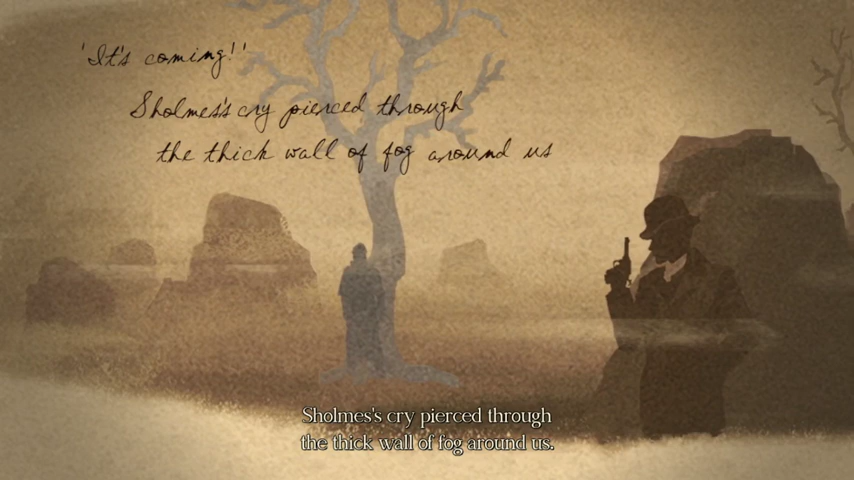 'It's coming!'
Sholmes's cry pierced through
the thick wall of fog around us
Sholmes's cry pierced through
the thick wall of fog around us.